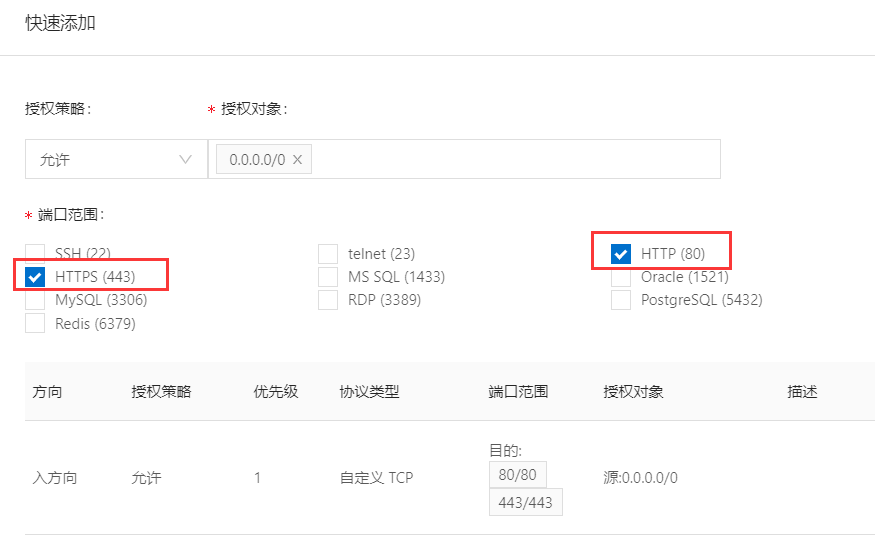 快速添加
授权策略: * 授权对象:
允许 0.0.0.0/0 ×
* 端口范围:
SSH (22) telnet (23) HTTP (80)
HTTPS (443) MS SQL (1433) Oracle (1521)
MySQL (3306) RDP (3389) PostgreSQL (5432)
Redis (6379)
方向 授权策略 优先级 协议类型 端口范围 授权对象 描述
目的:
80/80
入方向 允许 1 自定义 TCP 源:0.0.0.0/0
443/443